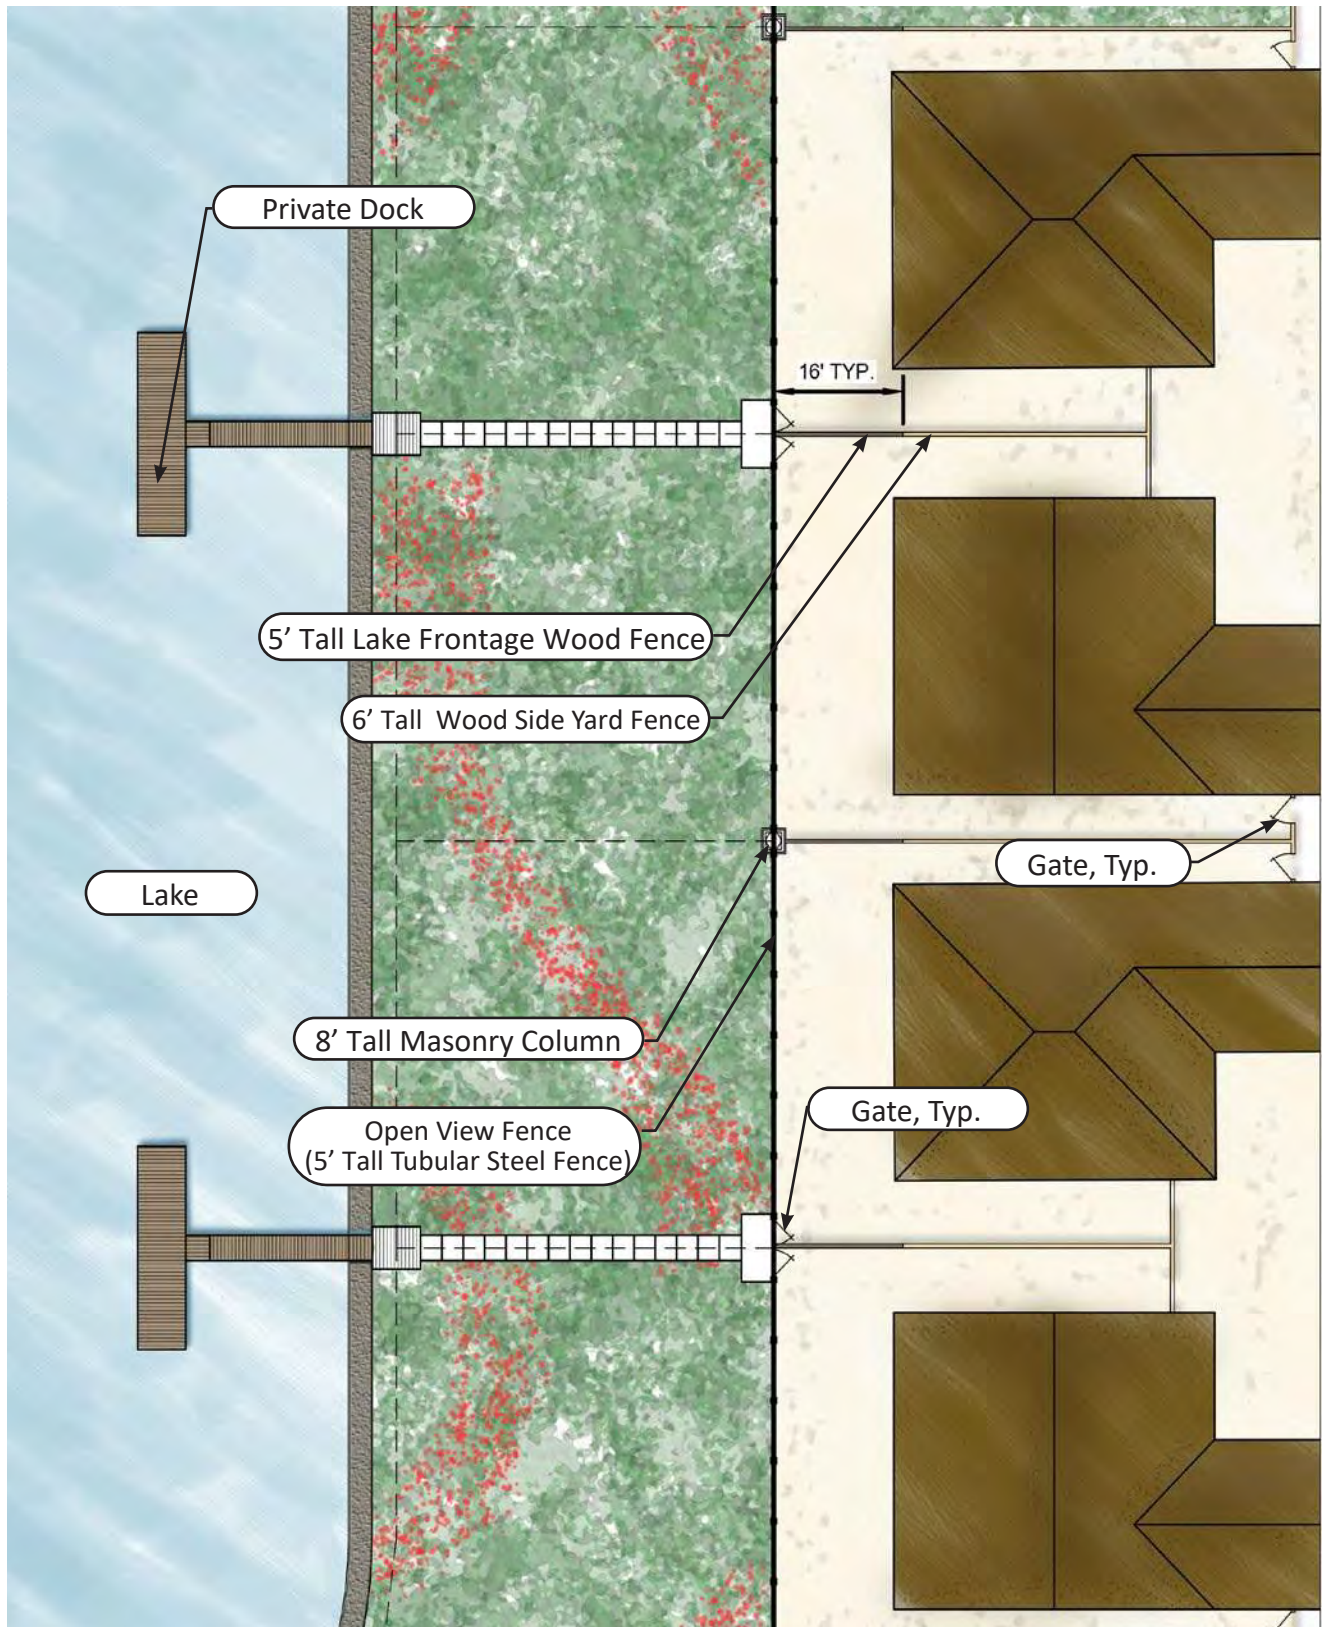 Private Dock
16' TYP.
5’ Tall Lake Frontage Wood Fence
6’ Tall  Wood Side Yard Fence
Gate, Typ.
Lake
8’ Tall Masonry Column
Gate, Typ.
Open View Fence
(5’ Tall Tubular Steel Fence)